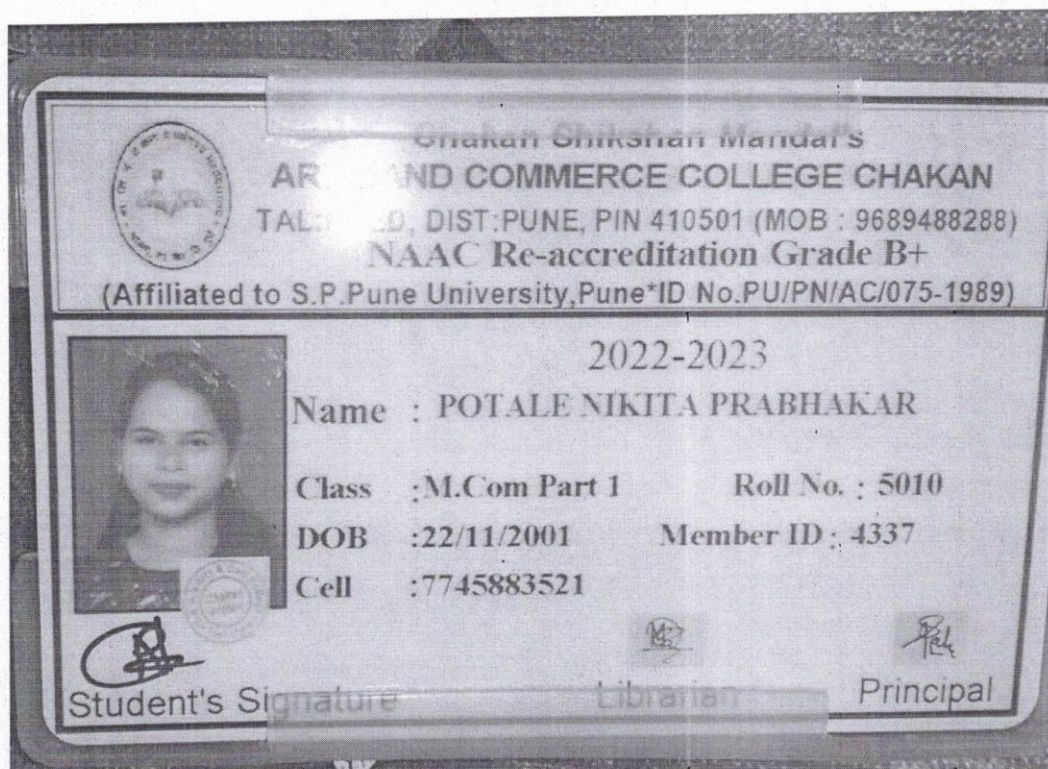 Chakan Shikshan Mandal's
AND COMMERCE COLLEGE CHAKAN
DIST:PUNE, PIN 410501 (MOB : 9689488288)
NAAC Re-accreditation Grade B+
(Affiliated to S.P.Pune University,Pune*ID No.PU/PN/AC/075-1989)
2022-2023
Name : POTALE NIKITA PRABHAKAR
Class :M.Com Part 1 Roll No. : 5010
DOB :22/11/2001 Member ID : 4337
Cell :7745883521
Student's Signature Librarian Principal